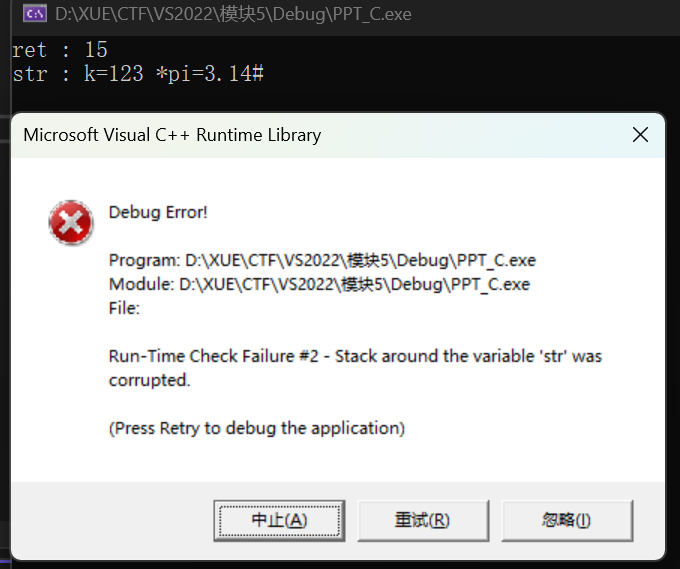 D:\XUE\CTF\VS2022\模块5\Debug\PPT_C.exe
ret : 15
str : k=123 *pi=3.14#
Microsoft Visual C++ Runtime Library
Debug Error!
Program: D:\XUE\CTF\VS2022\模块5\Debug\PPT_C.exe
Module: D:\XUE\CTF\VS2022\模块5\Debug\PPT_C.exe
File:
Run-Time Check Failure #2 - Stack around the variable 'str' was
corrupted.
(Press Retry to debug the application)
中止(A) 重试(R) 忽略(I)